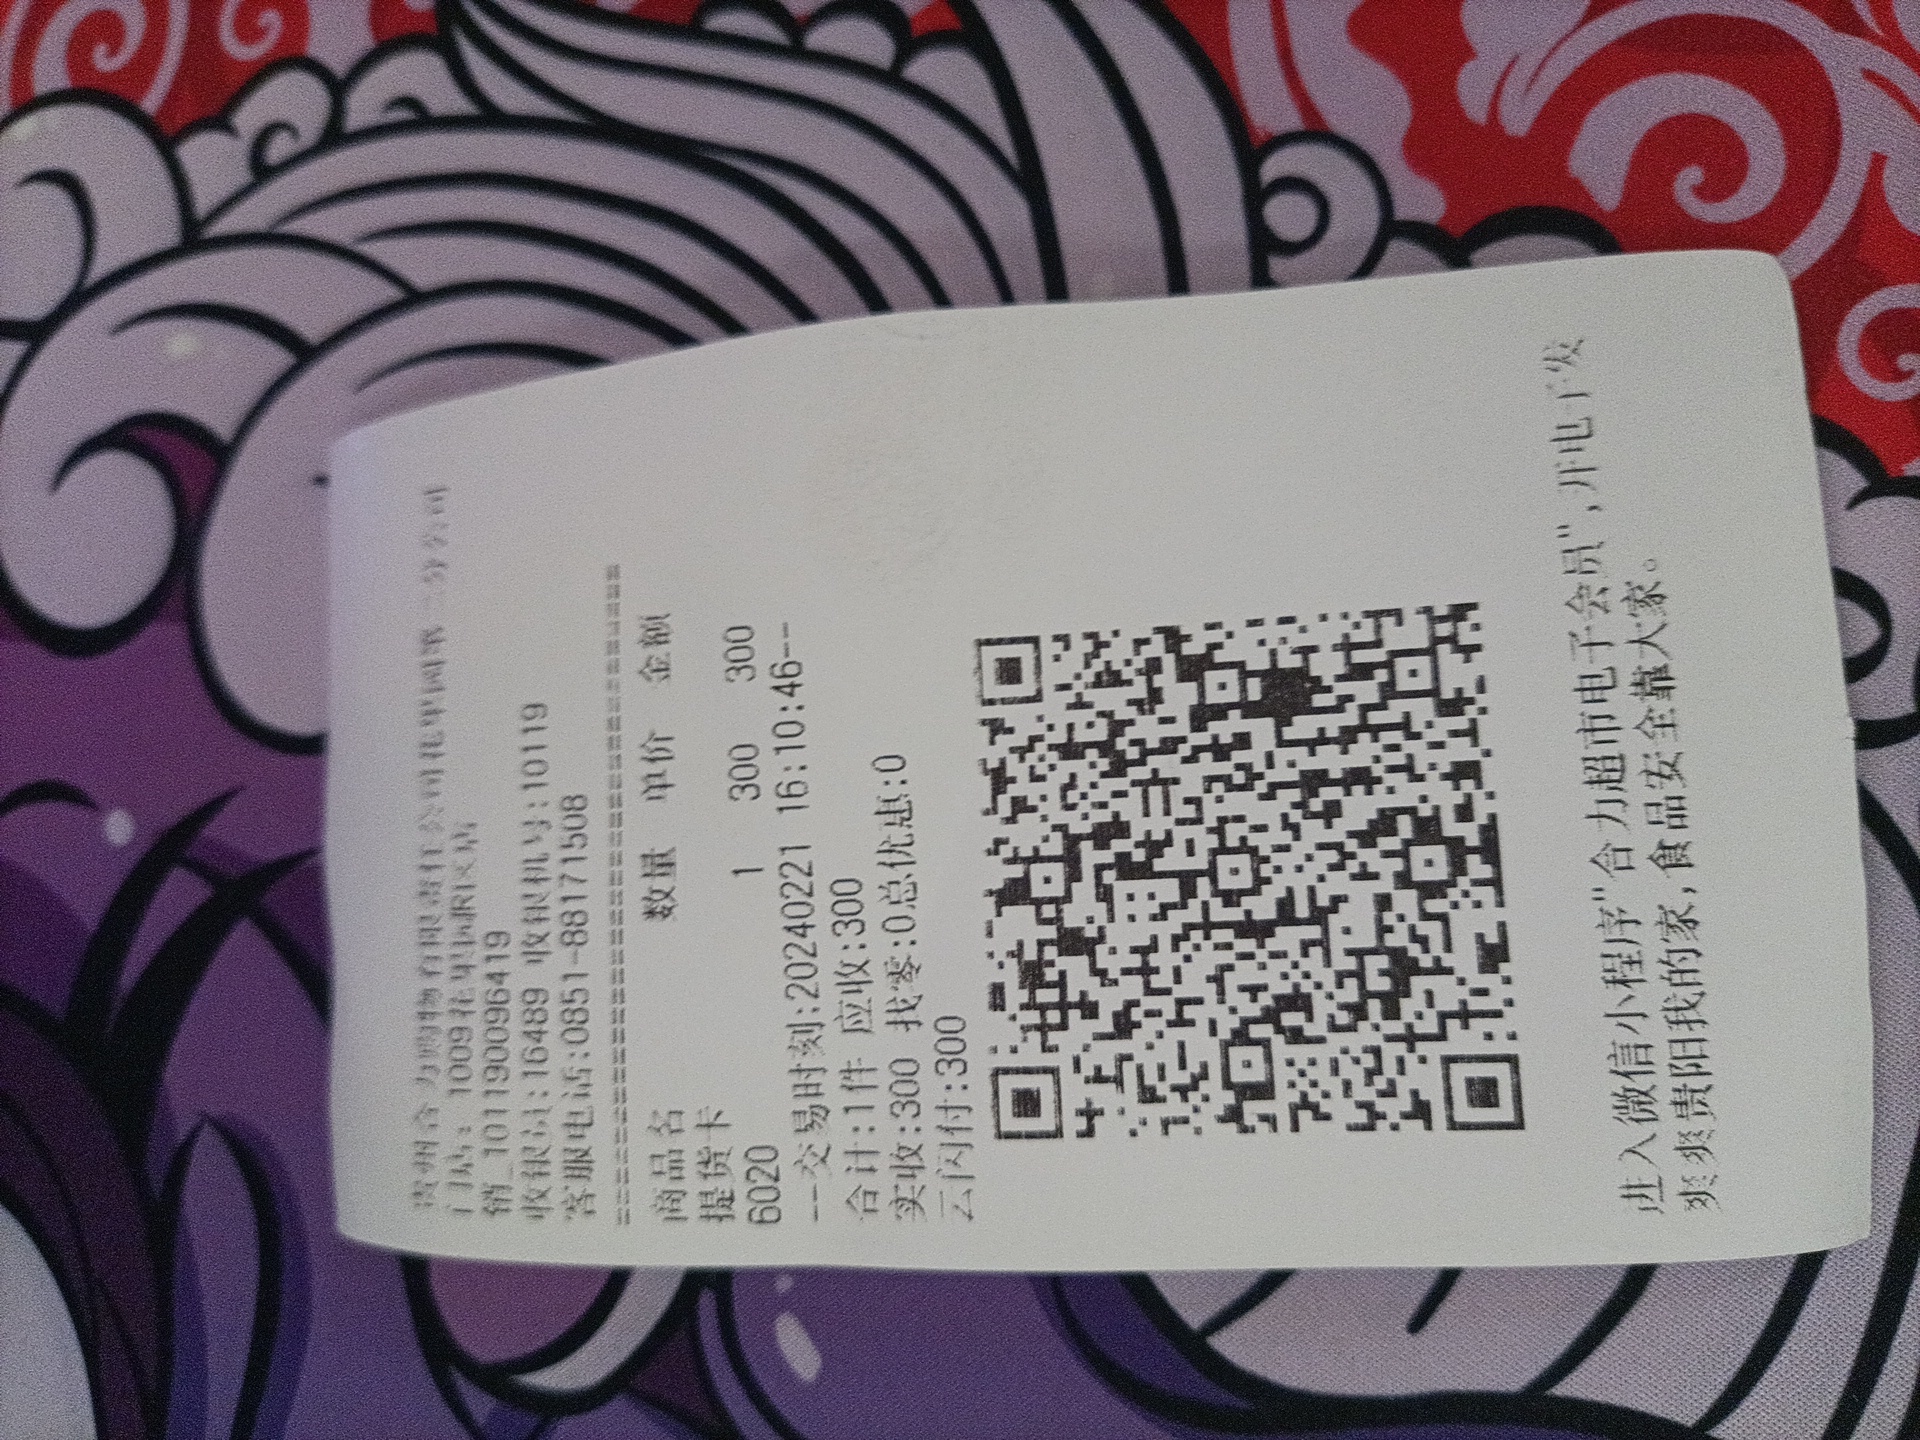 贵州合力购物有限责任公司花果园第二分公司
门店: 1009花果园R区店
销_101190096419
收银员:16489 收银机号:10119
客服电话:0851-88171508
========================================
商品名 数量 单价 金额
提货卡
6020 1 300 300
--交易时刻:20240221 16:10:46--
合计:1件 应收:300
实收:300 找零:0总优惠:0
云闪付:300
进入微信小程序"合力超市电子会员",开电子发
爽爽贵阳我的家,食品安全靠大家。